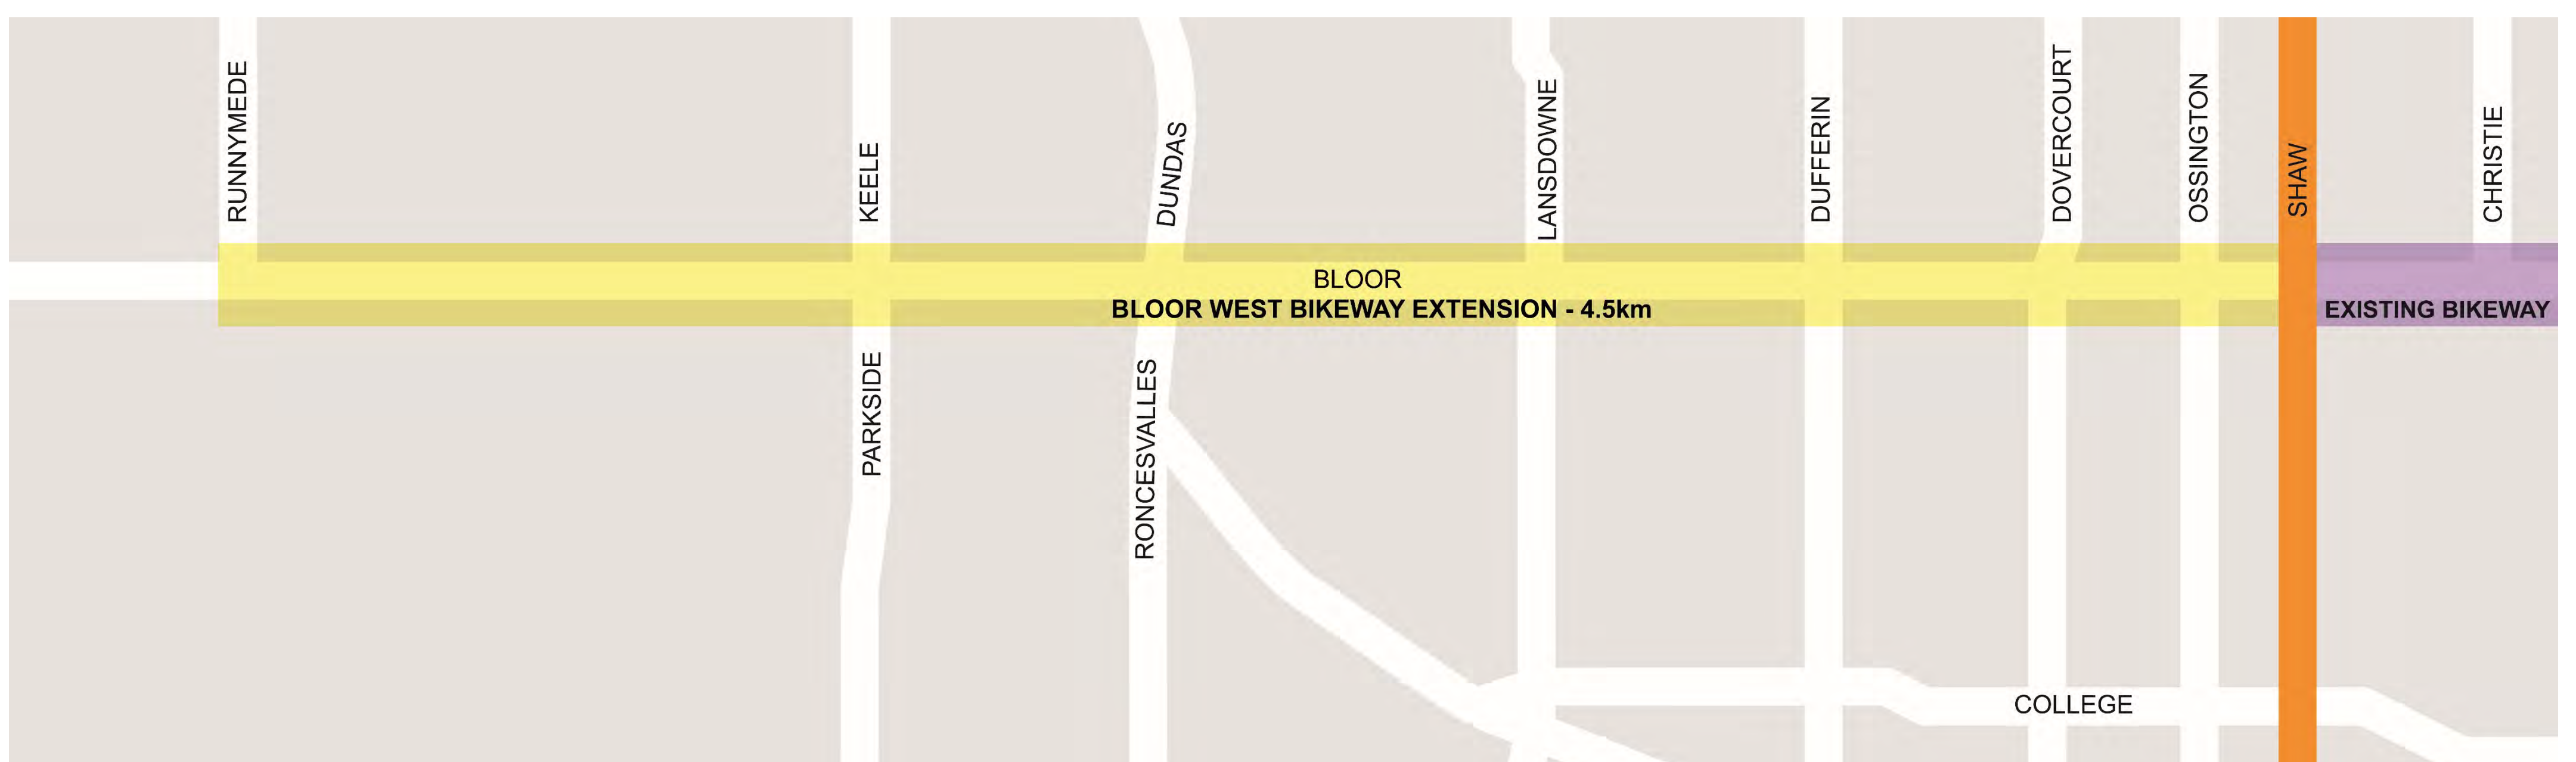 RUNNYMEDE
KEELE
DUNDAS
LANSDOWNE
DUFFERIN
DOVERCOURT
OSSINGTON
SHAW
CHRISTIE
BLOOR
BLOOR WEST BIKEWAY EXTENSION - 4.5km
EXISTING BIKEWAY
PARKSIDE
RONCESVALLES
COLLEGE